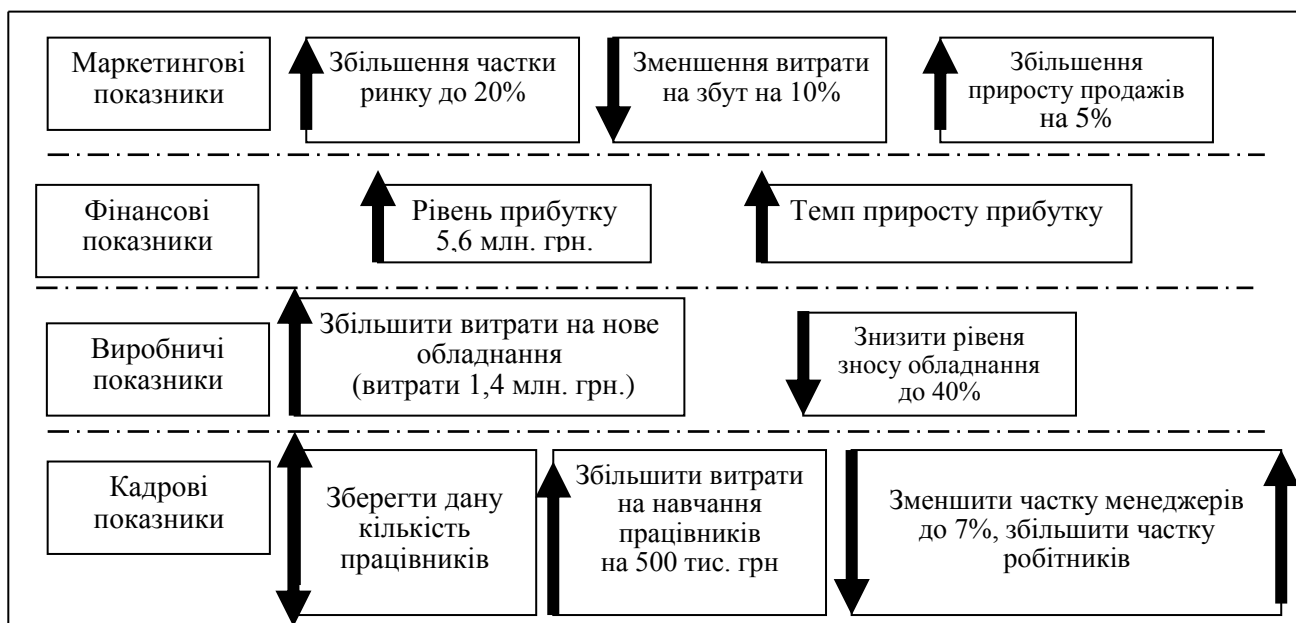 Маркетингові
показники
Збільшення частки
ринку до 20%
Зменшення витрати
на збут на 10%
Збільшення
приросту продажів
на 5%
Фінансові
показники
Рівень прибутку
5,6 млн. грн.
Темп приросту прибутку
Виробничі
показники
Збільшити витрати на нове
обладнання
(витрати 1,4 млн. грн.)
Знизити рівеня
зносу обладнання
до 40%
Кадрові
показники
Зберегти дану
кількість
працівників
Збільшити витрати
на навчання
працівників
на 500 тис. грн
Зменшити частку менеджерів
до 7%, збільшити частку
робітників